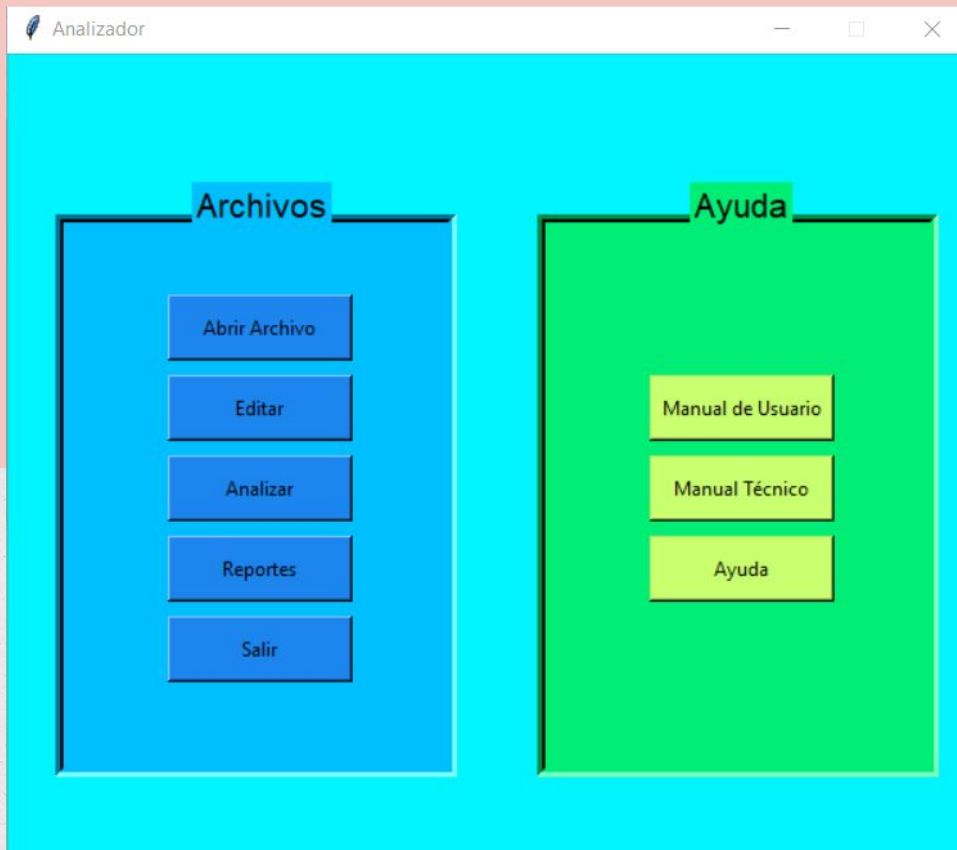 Analizador
Archivos
Abrir Archivo
Editar
Analizar
Reportes
Salir
Ayuda
Manual de Usuario
Manual Técnico
Ayuda